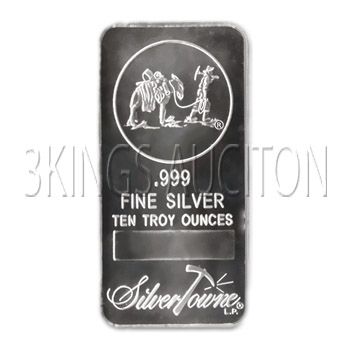 ®
3KINGS AUCITON
.999
FINE SILVER
TEN TROY OUNCES
SilverTowne®
L.P.